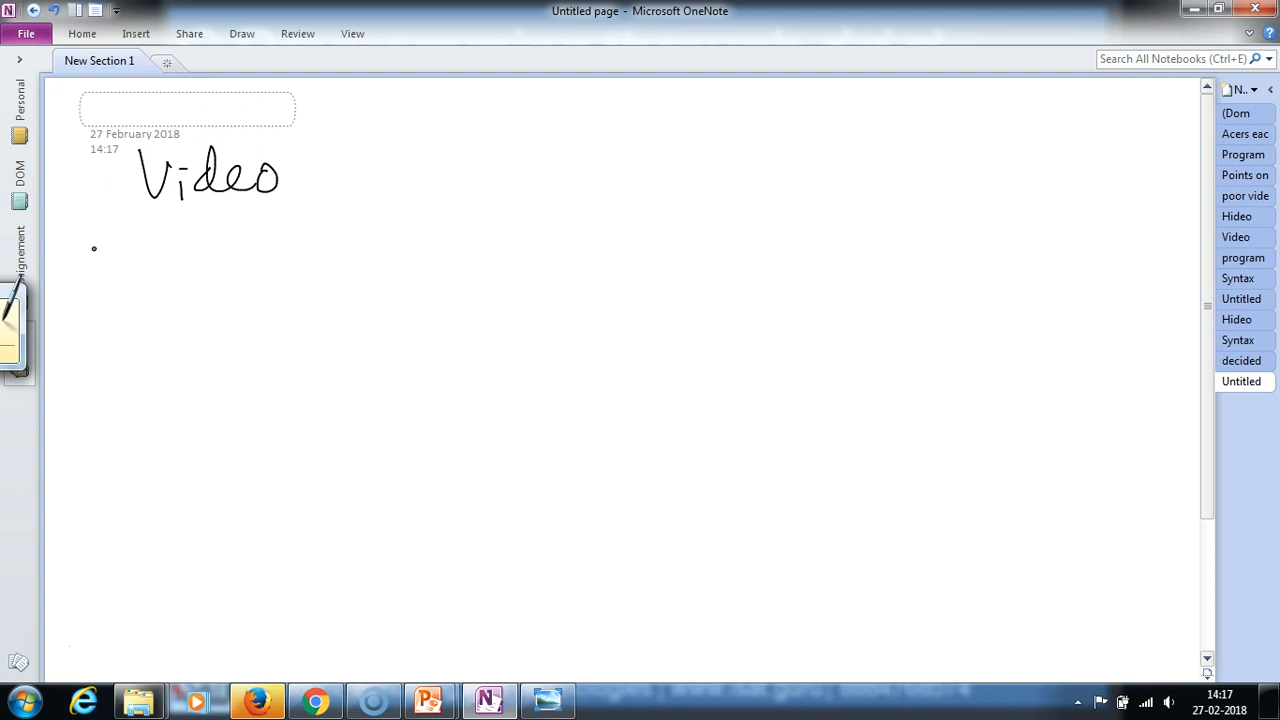 Untitled page - Microsoft OneNote
File Home Insert Share Draw Review View
New Section 1
Search All Notebooks (Ctrl+E)
27 February 2018
14:17
Video
Personal
DOM
N..
(Dom
Acers eac
Program
Points on
poor vide
Hideo
Video
program
Syntax
Untitled
Hideo
Syntax
decided
Untitled
14:17
27-02-2018